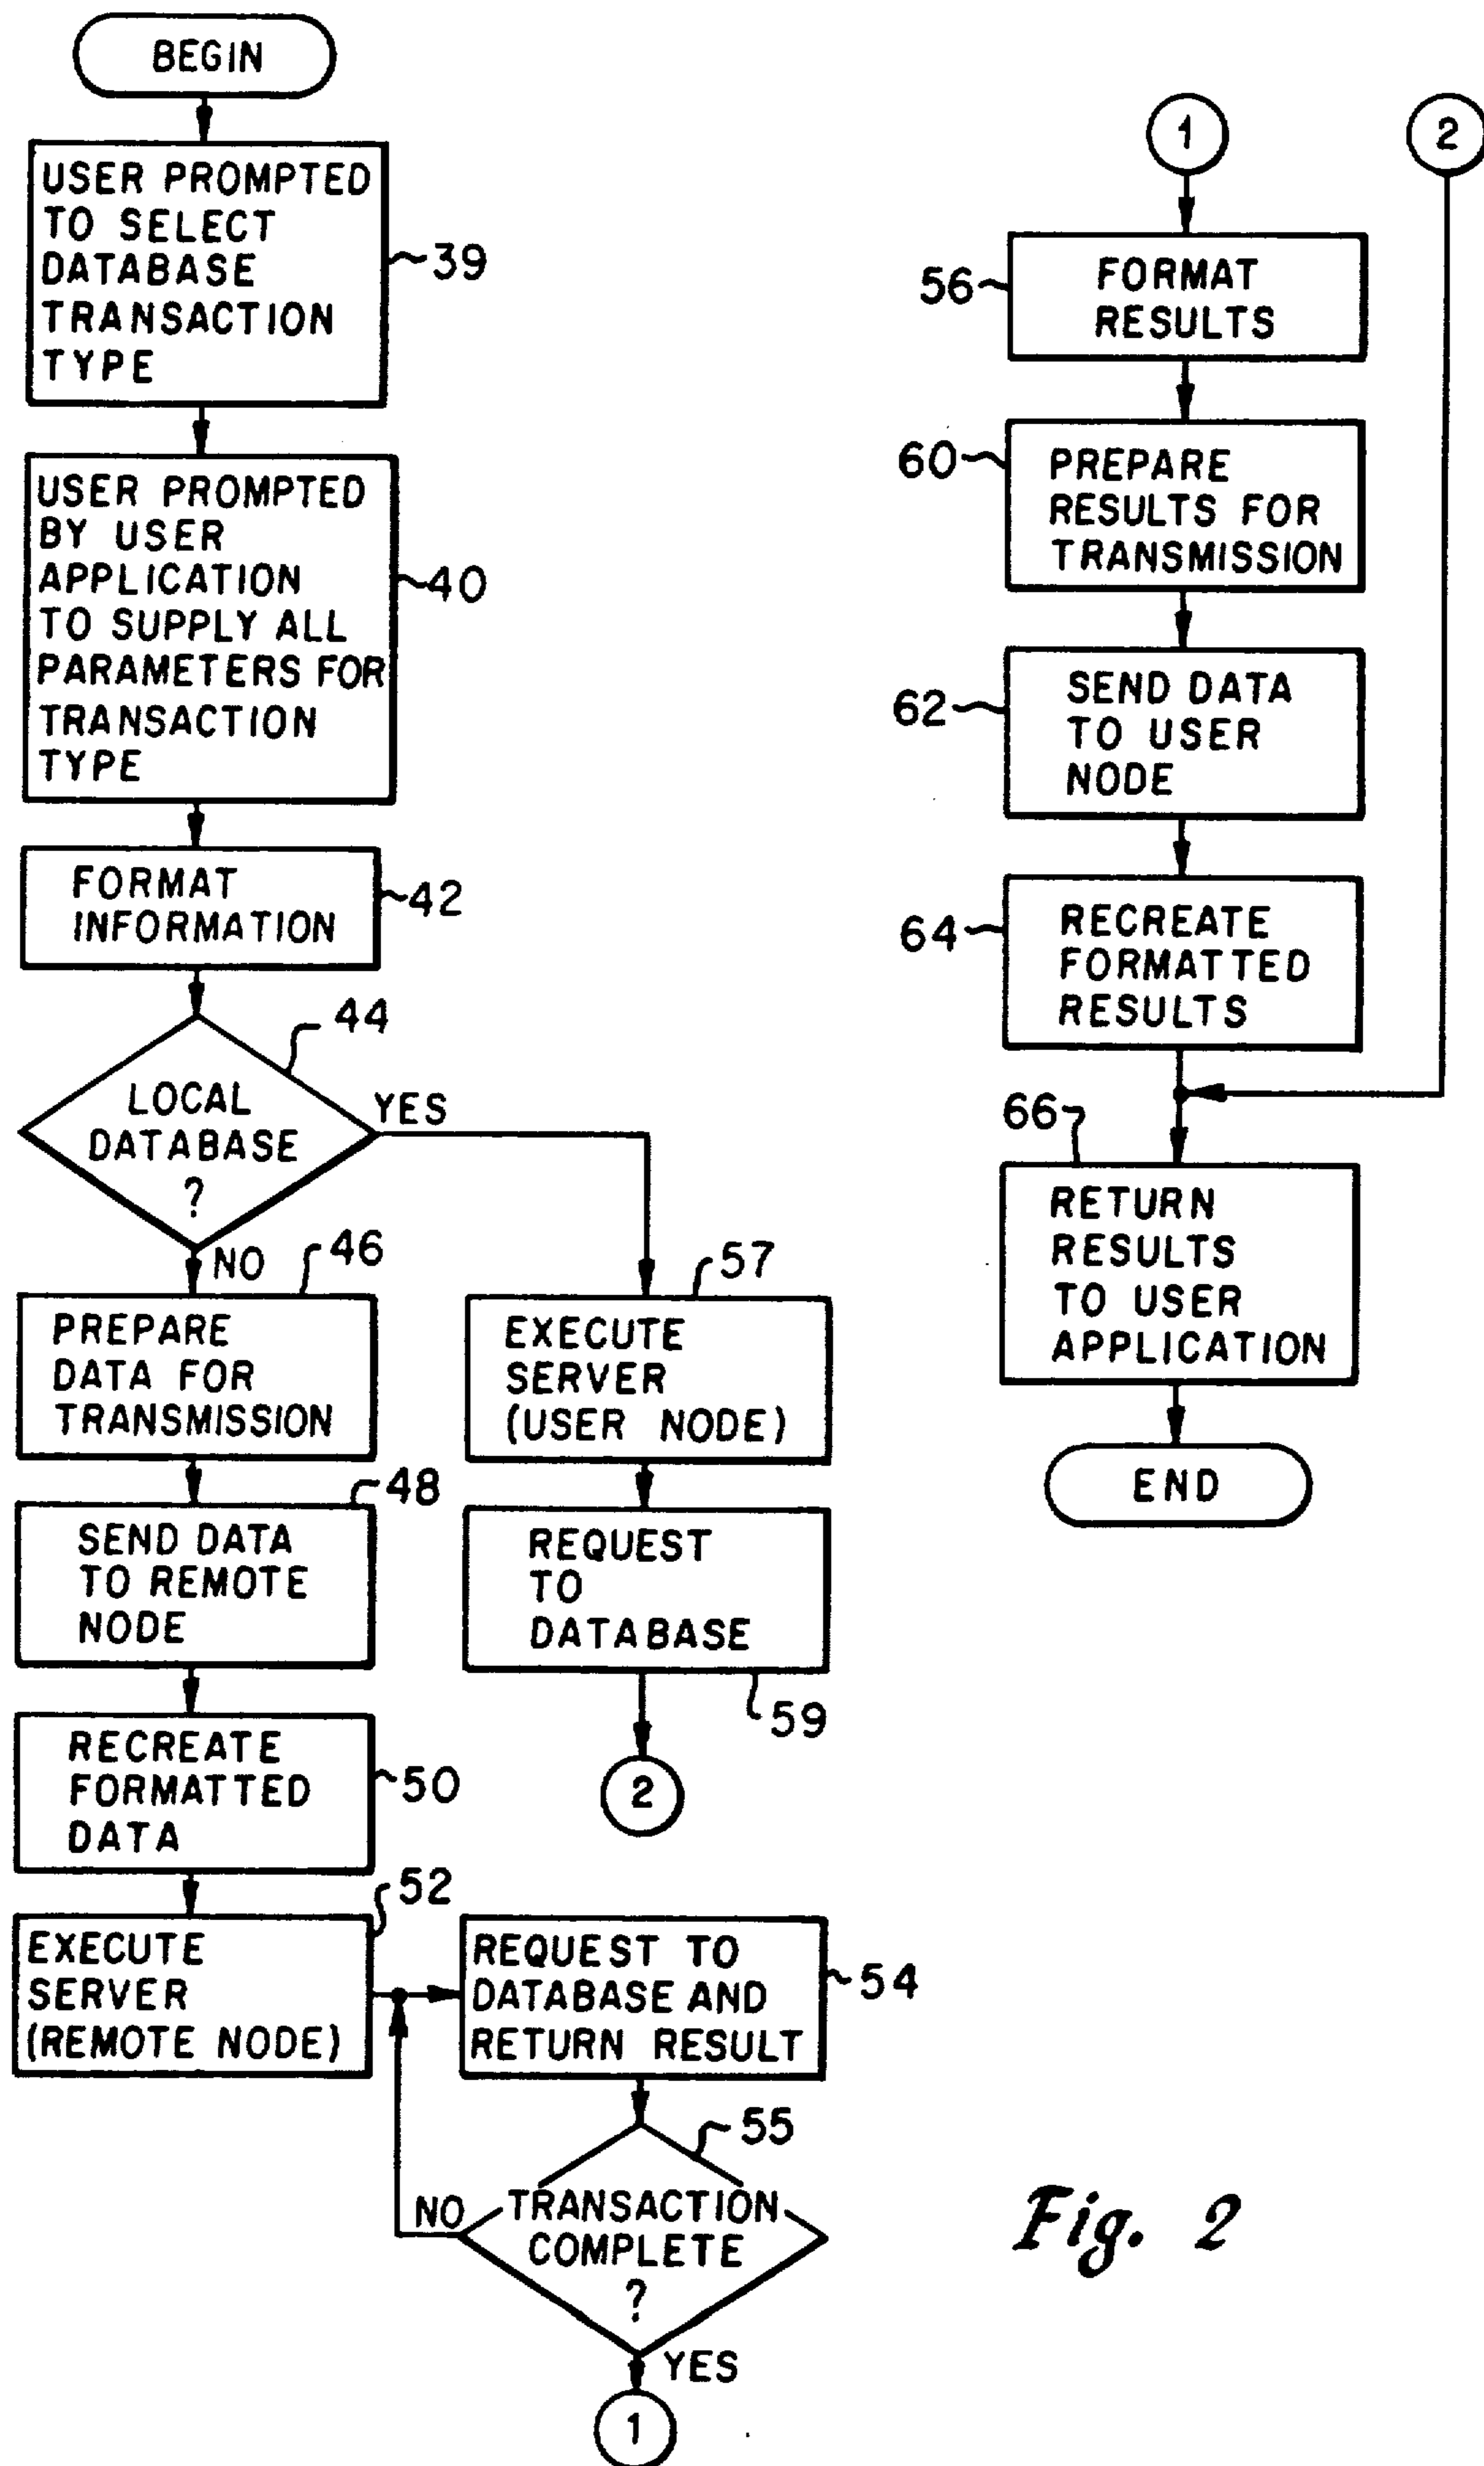 BEGIN
USER PROMPTED
TO SELECT
DATABASE
TRANSACTION
TYPE
39
USER PROMPTED
BY USER
APPLICATION
TO SUPPLY ALL
PARAMETERS FOR
TRANSACTION
TYPE
40
FORMAT
INFORMATION
42
44
LOCAL
DATABASE
?
YES
NO
46
PREPARE
DATA FOR
TRANSMISSION
48
SEND DATA
TO REMOTE
NODE
RECREATE
FORMATTED
DATA
50
52
EXECUTE
SERVER
(REMOTE NODE)
57
EXECUTE
SERVER
(USER NODE)
REQUEST
TO
DATABASE
59
2
REQUEST TO
DATABASE AND
RETURN RESULT
54
55
TRANSACTION
COMPLETE
?
NO
YES
1
1
2
56
FORMAT
RESULTS
60
PREPARE
RESULTS FOR
TRANSMISSION
62
SEND DATA
TO USER
NODE
64
RECREATE
FORMATTED
RESULTS
66
RETURN
RESULTS
TO USER
APPLICATION
END
Fig. 2